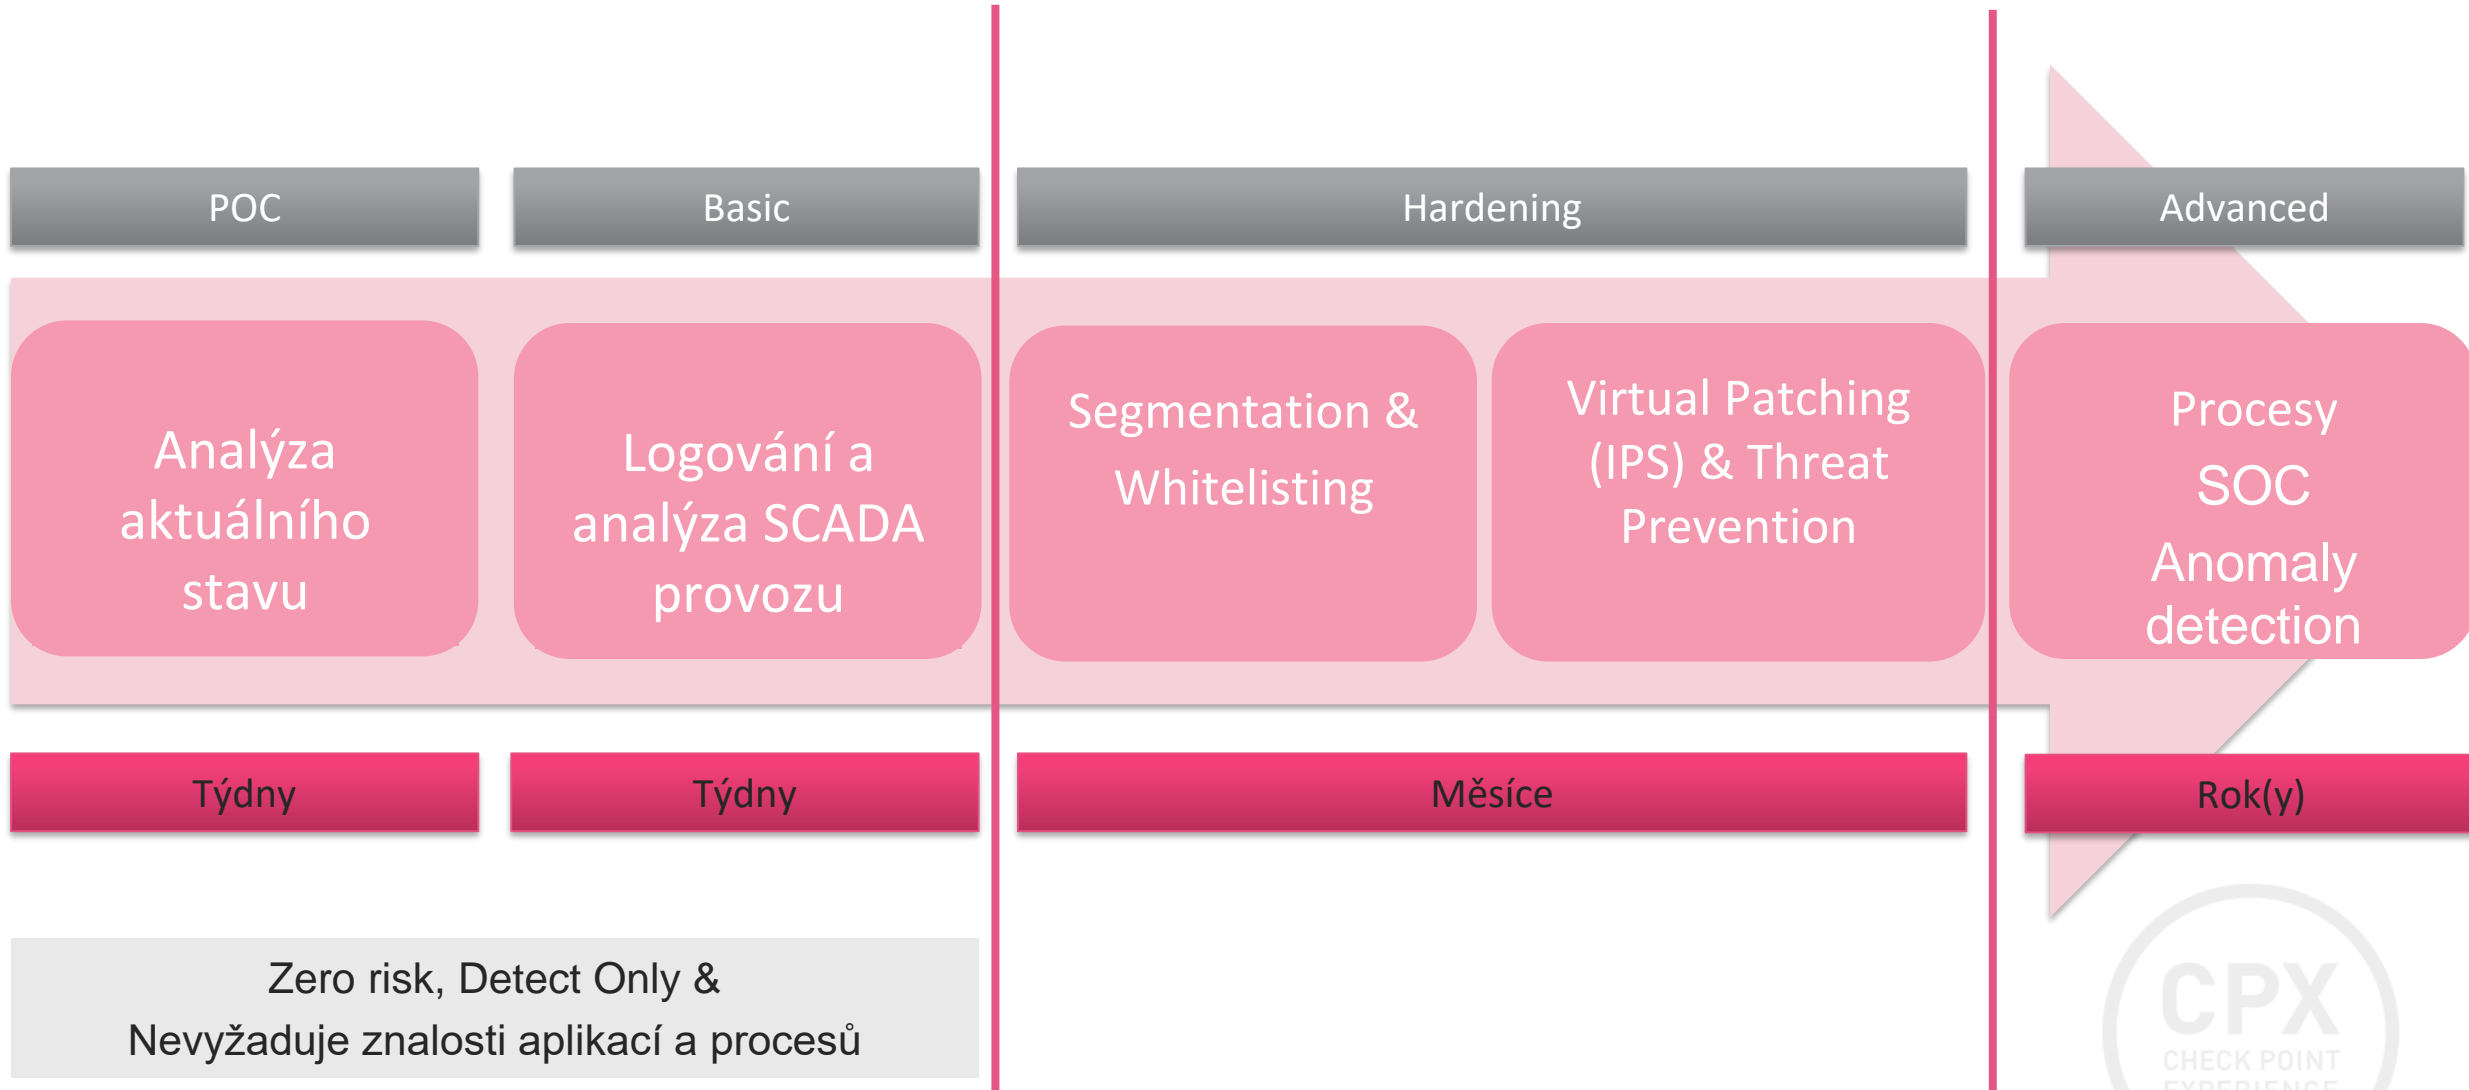 POC
Basic
Hardening
Advanced
Analýza
aktuálního
stavu
Logování a
analýza SCADA
provozu
Segmentation &
Whitelisting
Virtual Patching
(IPS) & Threat
Prevention
Procesy
SOC
Anomaly
detection
Týdny
Týdny
Měsíce
Rok(y)
Zero risk, Detect Only &
Nevyžaduje znalosti aplikací a procesů
CPX
CHECK POINT
EXPERIENCE